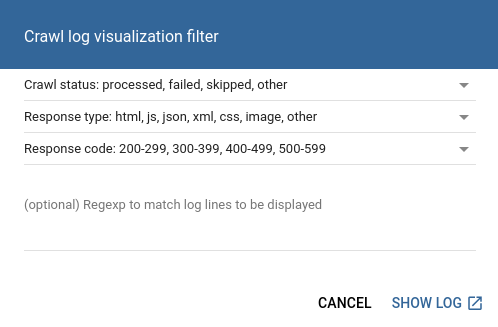 Crawl log visualization filter
Crawl status: processed, failed, skipped, other
Response type: html, js, json, xml, css, image, other
Response code: 200-299, 300-399, 400-499, 500-599
(optional) Regexp to match log lines to be displayed
CANCEL SHOW LOG